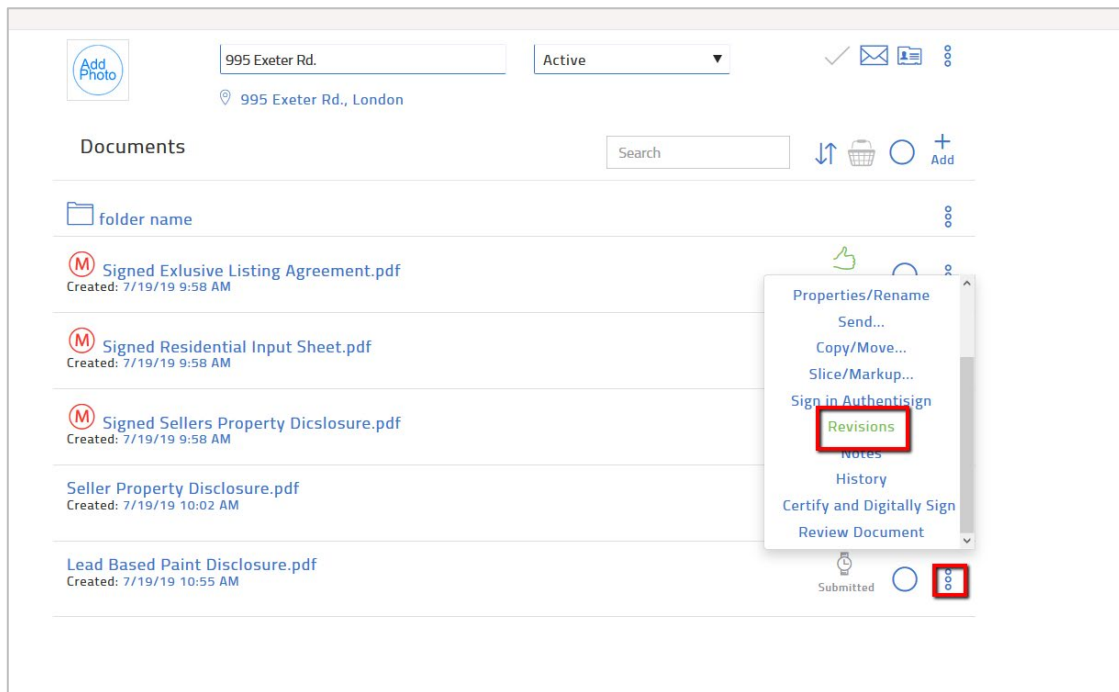 Add
Photo
995 Exeter Rd.
Active
995 Exeter Rd., London
Documents
Search
Add
folder name
M Signed Exlusive Listing Agreement.pdf
Created: 7/19/19 9:58 AM
M Signed Residential Input Sheet.pdf
Created: 7/19/19 9:58 AM
M Signed Sellers Property Dicslosure.pdf
Created: 7/19/19 9:58 AM
Seller Property Disclosure.pdf
Created: 7/19/19 10:02 AM
Lead Based Paint Disclosure.pdf
Created: 7/19/19 10:55 AM
Properties/Rename
Send...
Copy/Move...
Slice/Markup...
Sign in Authentisign
Revisions
Notes
History
Certify and Digitally Sign
Review Document
Submitted